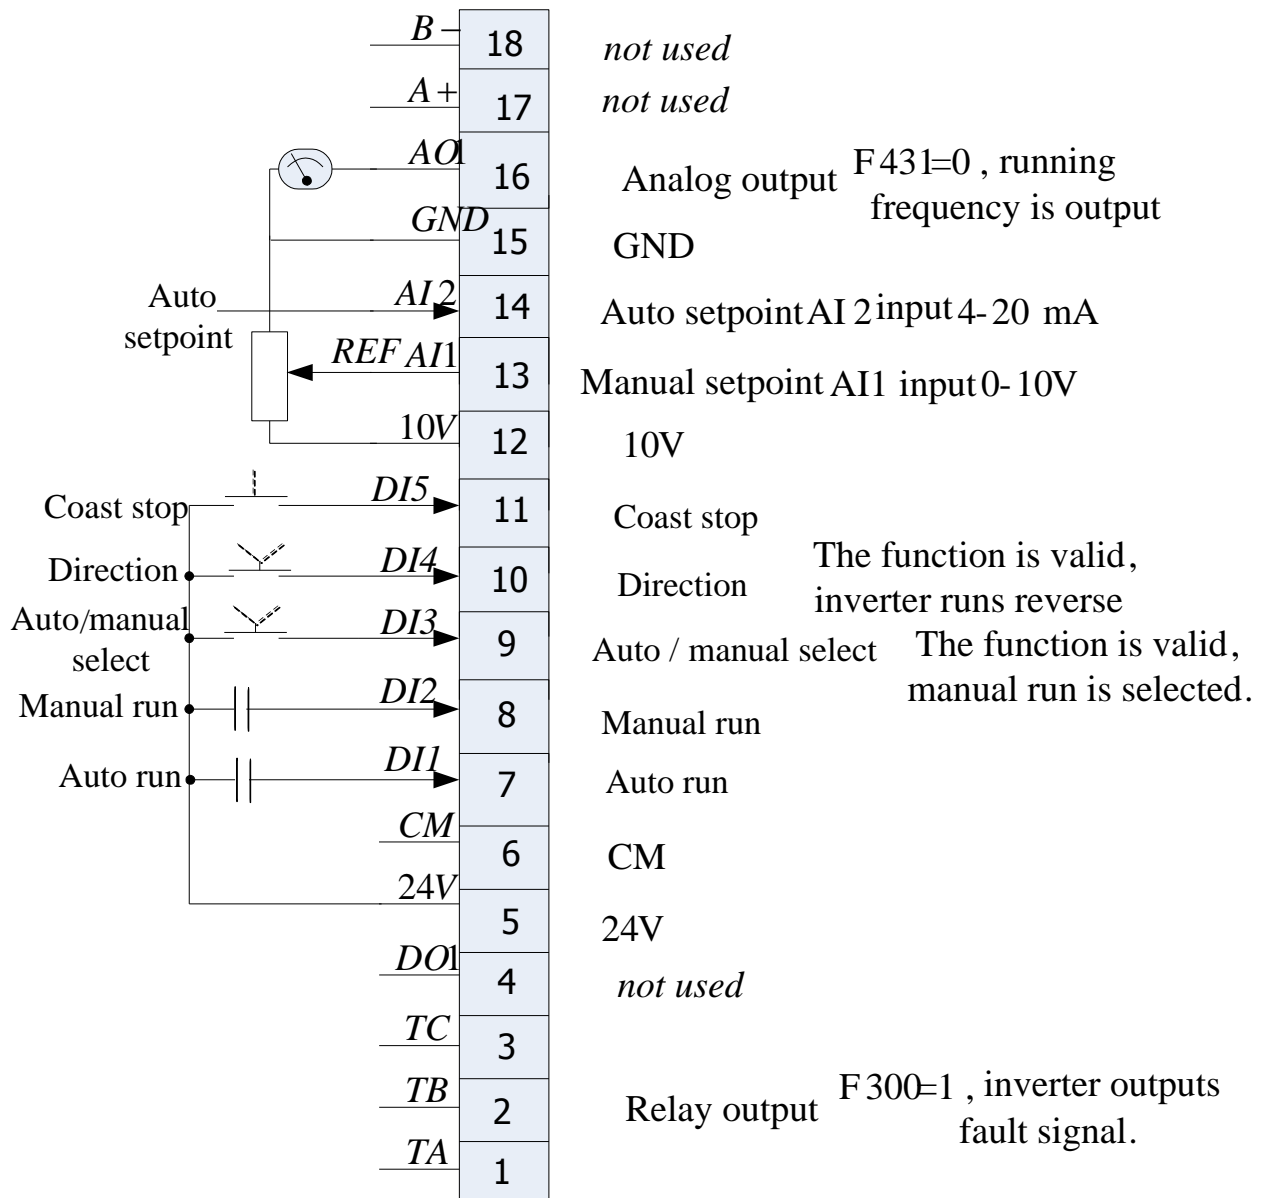 B – 18 not used
A+ 17 not used
AO1 16 Analog output F431=0 , running
frequency is output.
GND 15 GND
Auto
setpoint
AI 2 14 Auto setpoint AI 2 input 4-20 mA
REF AI1 13 Manual setpoint AI1 input 0-10V
10V 12 10V
Coast stop DI5 11 Coast stop
Direction DI4 10 Direction The function is valid,
inverter runs reverse
Auto/manual
select
DI3 9 Auto / manual select The function is valid,
manual run is selected.
Manual run DI2 8 Manual run
Auto run DI1 7 Auto run
CM 6 CM
24V 5 24V
DO1 4 not used
TC 3
TB 2 Relay output F300=1 , inverter outputs
fault signal.
TA 1